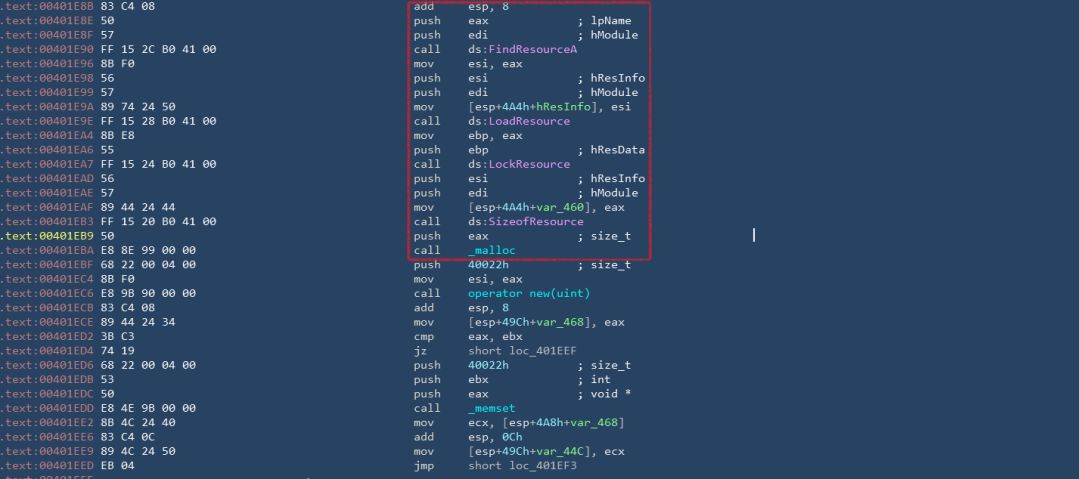 .text:00401E8B 83 C4 08 add esp, 8
.text:00401E8E 50 push eax ; lpName
.text:00401E8F 57 push edi ; hModule
.text:00401E90 FF 15 2C B0 41 00 call ds:FindResourceA
.text:00401E96 8B F0 mov esi, eax
.text:00401E98 56 push esi ; hResInfo
.text:00401E99 57 push edi ; hModule
.text:00401E9A 89 74 24 50 mov [esp+4A4h+hResInfo], esi
.text:00401E9E FF 15 28 B0 41 00 call ds:LoadResource
.text:00401EA4 8B E8 mov ebp, eax
.text:00401EA6 55 push ebp ; hResData
.text:00401EA7 FF 15 24 B0 41 00 call ds:LockResource
.text:00401EAD 56 push esi ; hResInfo
.text:00401EAE 57 push edi ; hModule
.text:00401EAF 89 44 24 44 mov [esp+4A4h+var_460], eax
.text:00401EB3 FF 15 20 B0 41 00 call ds:SizeofResource
.text:00401EB9 50 push eax ; size_t
.text:00401EBA E8 8E 99 00 00 call _malloc
.text:00401EBF 68 22 00 04 00 push 40022h ; size_t
.text:00401EC4 8B F0 mov esi, eax
.text:00401EC6 E8 9B 90 00 00 call operator new(uint)
.text:00401ECB 83 C4 08 add esp, 8
.text:00401ECE 89 44 24 34 mov [esp+49Ch+var_468], eax
.text:00401ED2 3B C3 cmp eax, ebx
.text:00401ED4 74 19 jz short loc_401EEF
.text:00401ED6 68 22 00 04 00 push 40022h ; size_t
.text:00401EDB 53 push ebx ; int
.text:00401EDC 50 push eax ; void *
.text:00401EDD E8 4E 9B 00 00 call _memset
.text:00401EE2 8B 4C 24 40 mov ecx, [esp+4A8h+var_468]
.text:00401EE6 83 C4 0C add esp, 0Ch
.text:00401EE9 89 4C 24 50 mov [esp+49Ch+var_44C], ecx
.text:00401EED EB 04 jmp short loc_401EF3